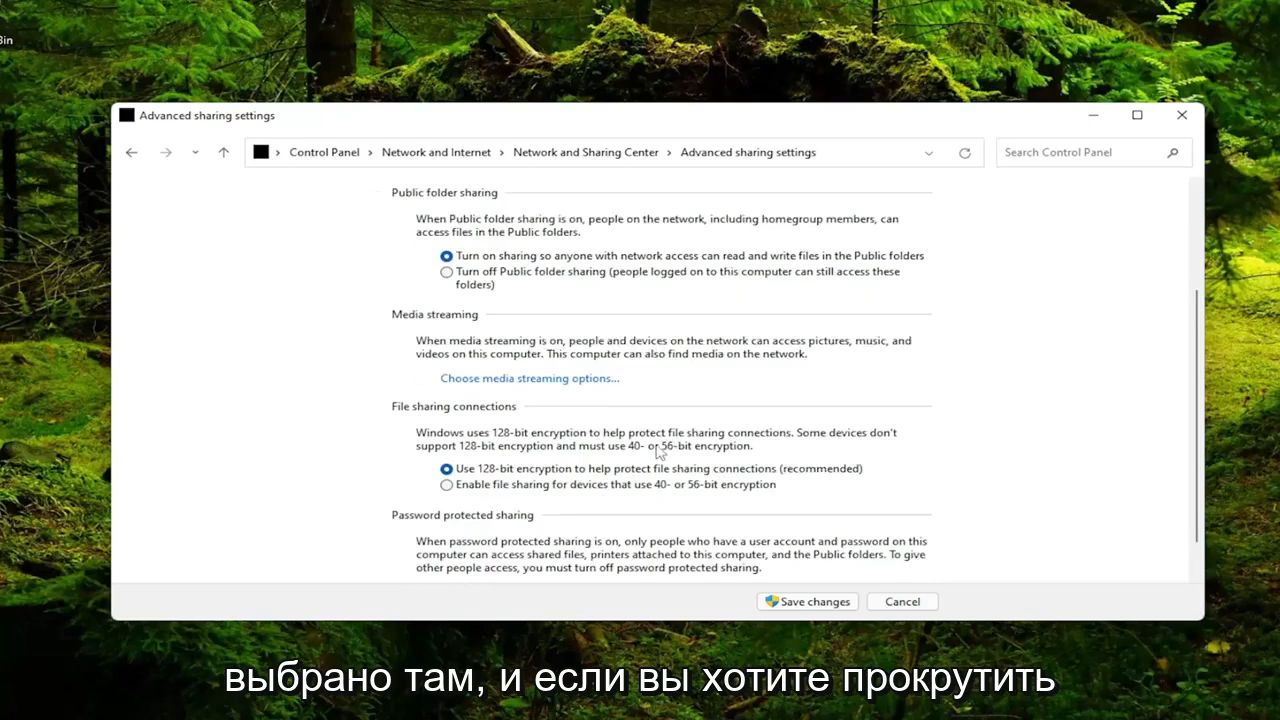 Bin
Advanced sharing settings
Control Panel > Network and Internet > Network and Sharing Center > Advanced sharing settings
Search Control Panel
Public folder sharing
When Public folder sharing is on, people on the network, including homegroup members, can
access files in the Public folders.
Turn on sharing so anyone with network access can read and write files in the Public folders
Turn off Public folder sharing (people logged on to this computer can still access these
folders)
Media streaming
When media streaming is on, people and devices on the network can access pictures, music, and
videos on this computer. This computer can also find media on the network.
Choose media streaming options...
File sharing connections
Windows uses 128-bit encryption to help protect file sharing connections. Some devices don't
support 128-bit encryption and must use 40- or 56-bit encryption.
Use 128-bit encryption to help protect file sharing connections (recommended)
Enable file sharing for devices that use 40- or 56-bit encryption
Password protected sharing
When password protected sharing is on, only people who have a user account and password on this
computer can access shared files, printers attached to this computer, and the Public folders. To give
other people access, you must turn off password protected sharing.
Save changes
Cancel
выбрано там, и если вы хотите прокрутить